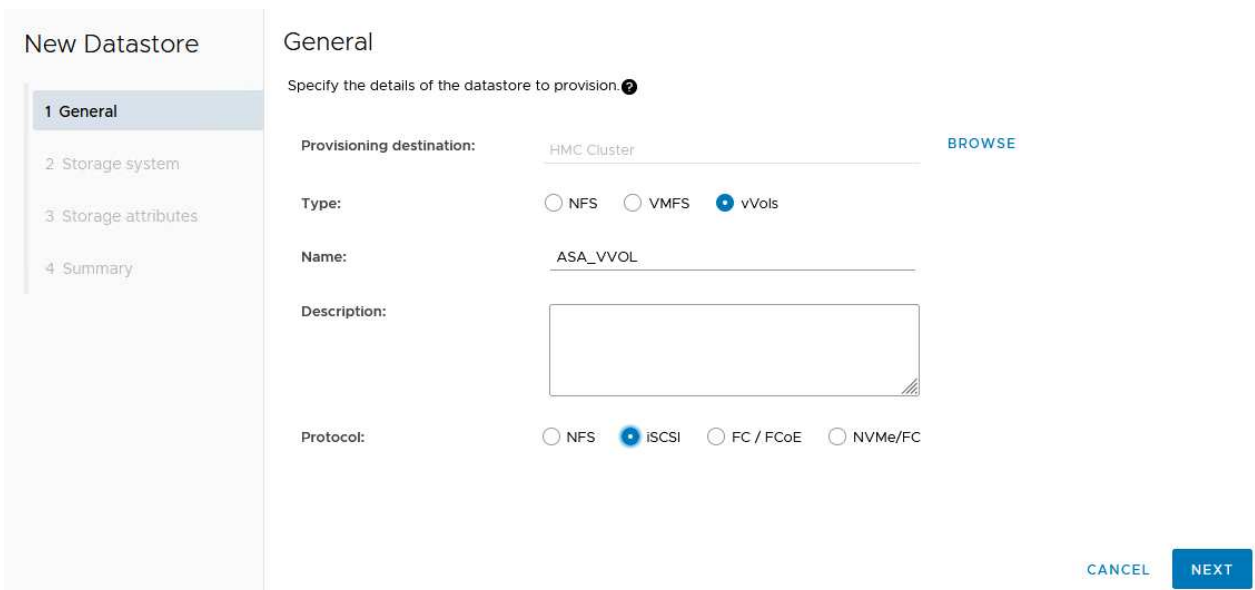 New Datastore
1 General
2 Storage system
3 Storage attributes
4 Summary
General
Specify the details of the datastore to provision.?
Provisioning destination: HMC Cluster BROWSE
Type: NFS VMFS vVols
Name: ASA_VVOL
Description:
Protocol: NFS iSCSI FC / FCoE NVMe/FC
CANCEL NEXT